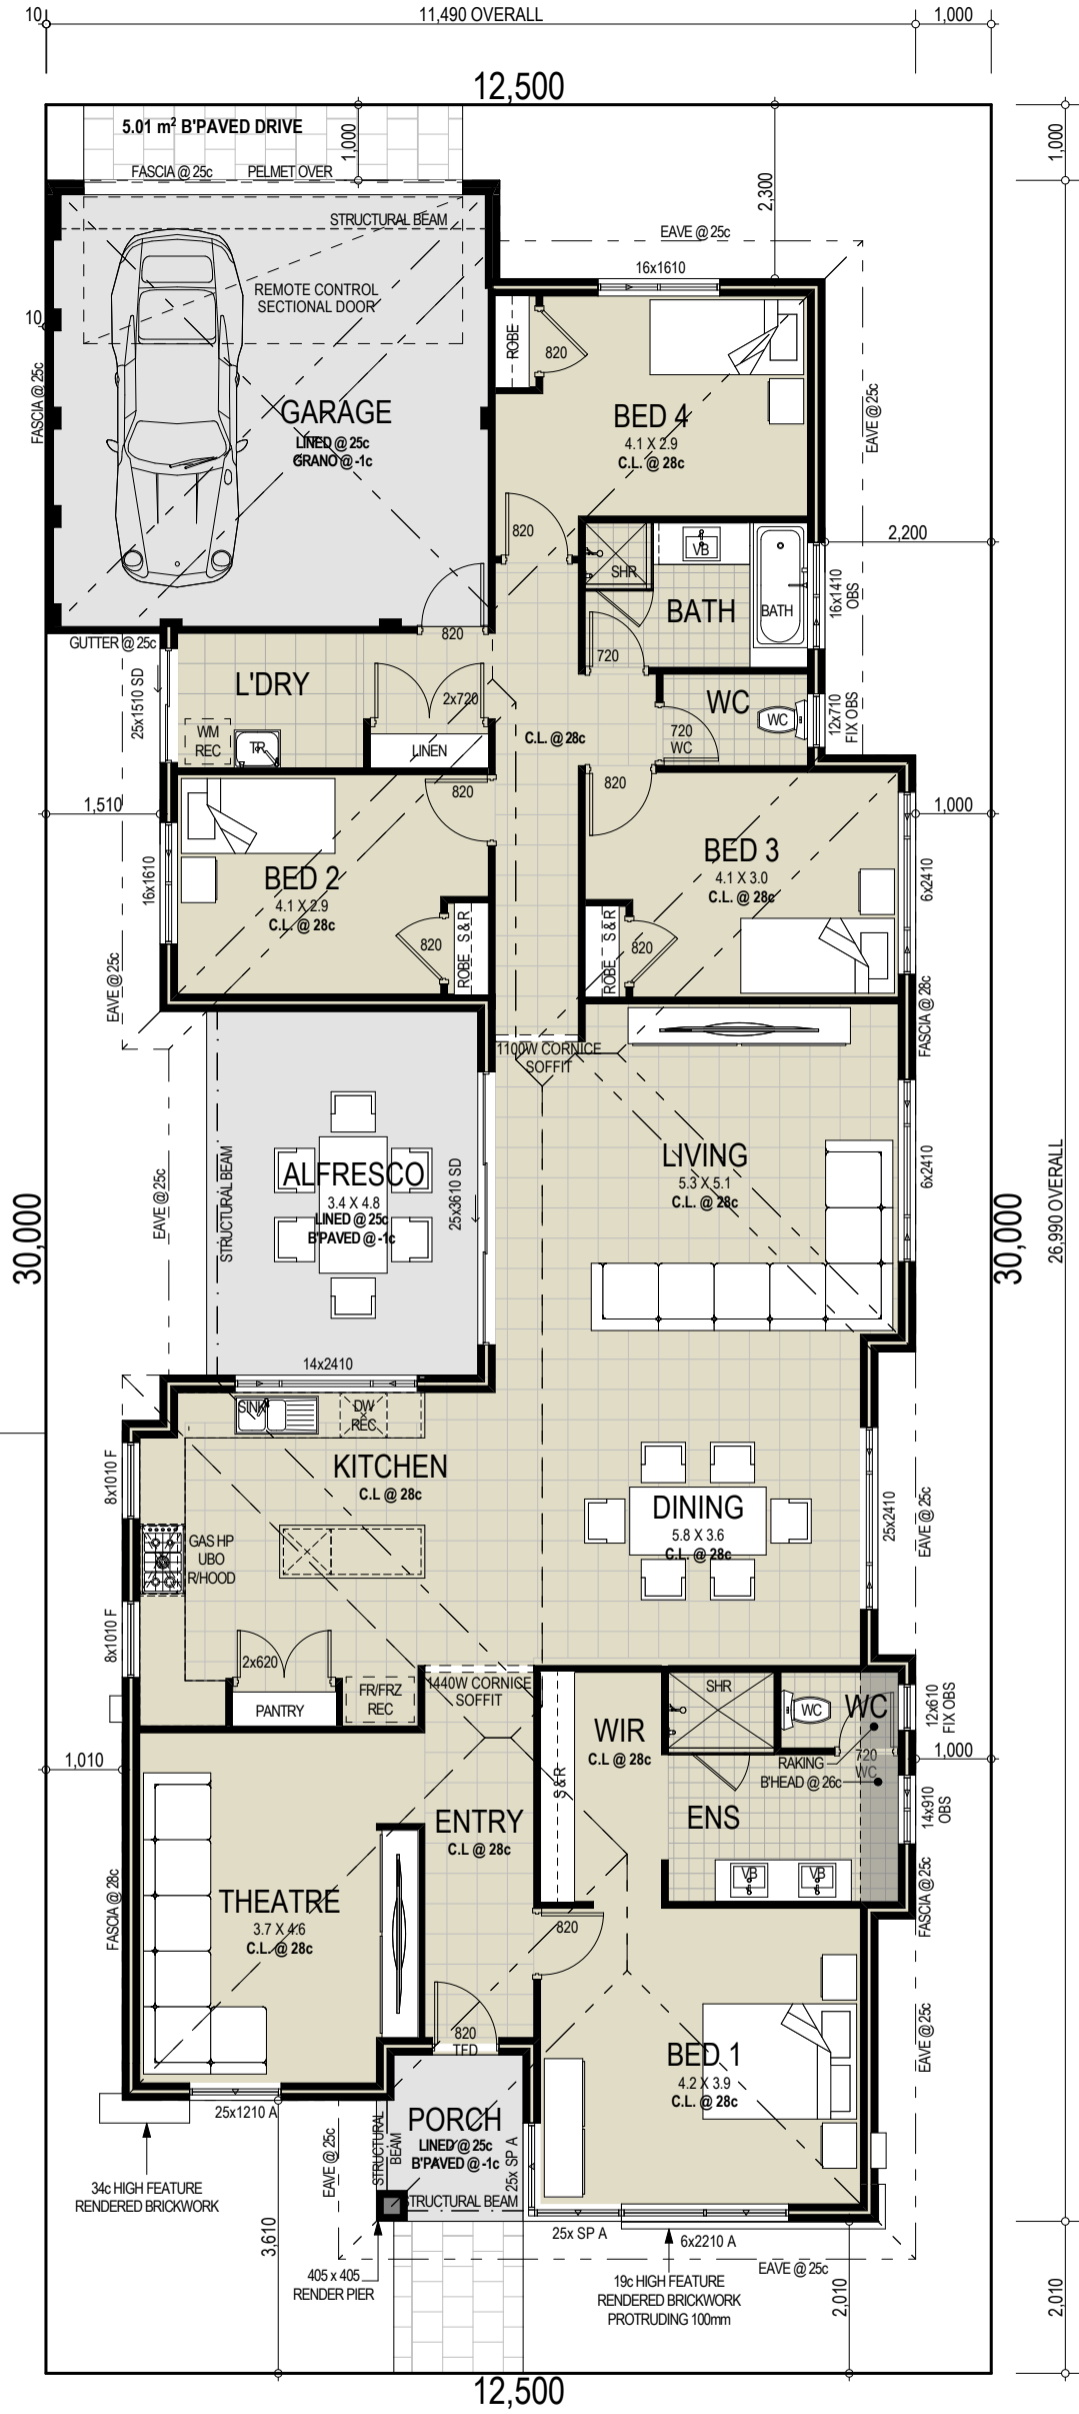 10
11,490 OVERALL
1,000
12,500
5.01 m² B'PAVED DRIVE
1,000
1,000
FASCIA @ 25c
PELMET OVER
2,300
STRUCTURAL BEAM
EAVE @ 25c
16x1610
REMOTE CONTROL
SECTIONAL DOOR
10
ROBE
820
FASCIA @ 25c
GARAGE
LINED @ 25c
GRANO @ -1c
BED 4
4.1 X 2.9
C.L. @ 28c
EAVE @ 25c
820
VB
SHR
2,200
BATH
BATH
16x1410
OBS
820
GUTTER @ 25c
720
25x1510 SD
L'DRY
2x720
WC
WC
12x710
FIX OBS
WM
REC
TR
LINEN
C.L. @ 28c
720
WC
820
820
1,510
1,000
16x1610
BED 2
4.1 X 2.9
C.L. @ 28c
BED 3
4.1 X 3.0
C.L. @ 28c
6x2410
820
ROBE S&R
ROBE S&R
820
EAVE @ 25c
FASCIA @ 28c
1100W CORNICE
SOFFIT
ALFRESCO
3.4 X 4.8
LINED @ 25c
B'PAVED @ -1c
EAVE @ 25c
STRUCTURAL BEAM
25x3610 SD
LIVING
5.3 X 5.1
C.L. @ 28c
6x2410
30,000
30,000
26,990 OVERALL
14x2410
SINK
DW
REC
KITCHEN
C.L @ 28c
8x1010 F
DINING
5.8 X 3.6
C.L. @ 28c
25x2410
EAVE @ 25c
GAS HP
UBO
R/HOOD
8x1010 F
2x620
PANTRY
FR/FRZ
REC
1440W CORNICE
SOFFIT
SHR
WC
WC
12x610
FIX OBS
WIR
C.L @ 28c
1,010
1,000
RAKING
B'HEAD @ 26c
720
WC
S&R
ENTRY
C.L @ 28c
ENS
14x910
OBS
VB
VB
FASCIA @ 28c
THEATRE
3.7 X 4.6
C.L. @ 28c
820
FASCIA @ 25c
820
TFD
BED 1
4.2 X 3.9
C.L. @ 28c
EAVE @ 25c
25x1210 A
PORCH
LINED @ 25c
B'PAVED @ -1c
STRUCTURAL
BEAM
25x SP A
EAVE @ 25c
34c HIGH FEATURE
RENDERED BRICKWORK
STRUCTURAL BEAM
25x SP A
6x2210 A
3,610
EAVE @ 25c
405 x 405
RENDER PIER
19c HIGH FEATURE
RENDERED BRICKWORK
PROTRUDING 100mm
2,010
2,010
12,500